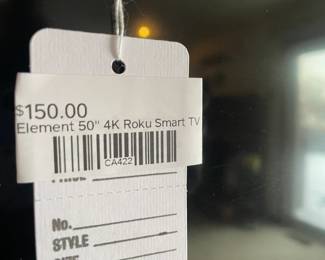 $150.00
Element 50" 4K Roku Smart TV
CA422
No.
STYLE